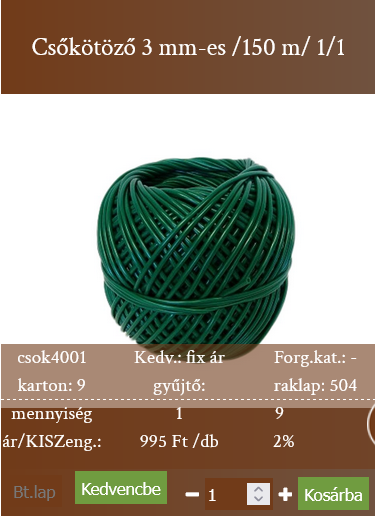 Csőkötöző 3 mm-es /150 m/ 1/1
csok4001 Kedv.: fix ár Forg.kat.: -
karton: 9 gyűjtő: raklap: 504
mennyiség 1 9
ár/KISZeng.: 995 Ft /db 2%
Bt.lap Kedvencbe 1 Kosárba